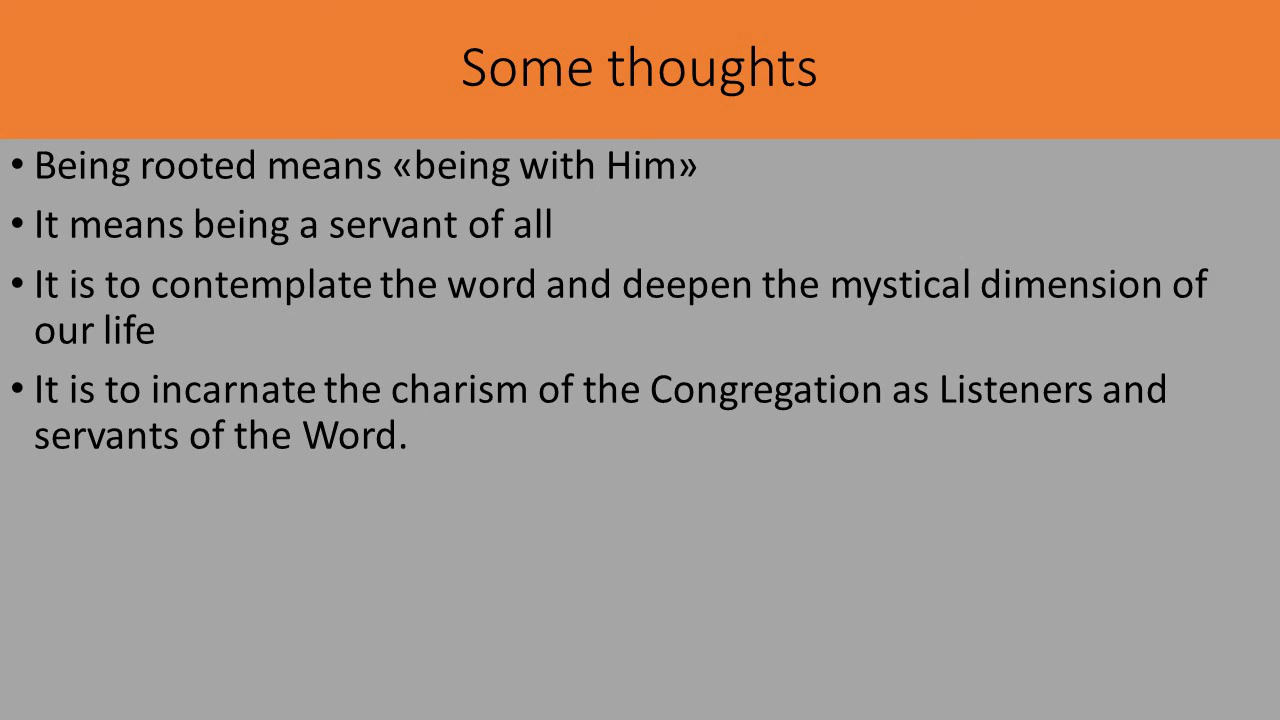 Some thoughts
• Being rooted means «being with Him»
• It means being a servant of all
• It is to contemplate the word and deepen the mystical dimension of
our life
• It is to incarnate the charism of the Congregation as Listeners and
servants of the Word.